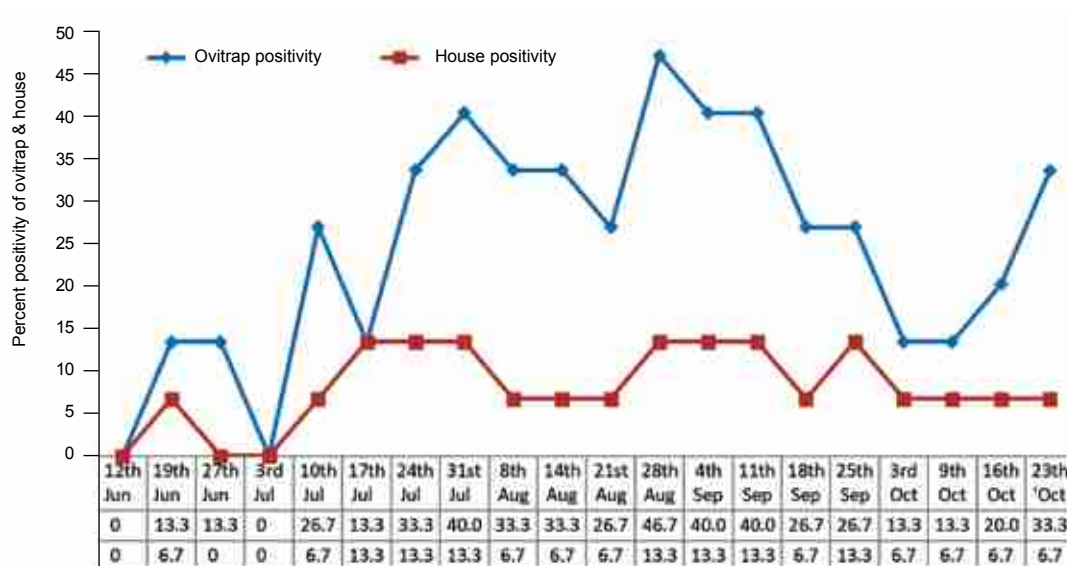 50
Ovitrap positivity
House positivity
45
40
35
30
25
20
15
10
5
0
Percent positivity of ovitrap & house
12th 19th 27th 3rd 10th 17th 24th 31st 8th 14th 21st 28th 4th 11th 18th 25th 3rd 9th 16th 23th
Jun Jun Jun Jul Jul Jul Jul Jul Aug Aug Aug Aug Sep Sep Sep Sep Oct Oct Oct 'Oct
0 13.3 13.3 0 26.7 13.3 33.3 40.0 33.3 33.3 26.7 46.7 40.0 40.0 26.7 26.7 13.3 13.3 20.0 33.3
0 6.7 0 0 6.7 13.3 13.3 13.3 6.7 6.7 6.7 13.3 13.3 13.3 6.7 13.3 6.7 6.7 6.7 6.7